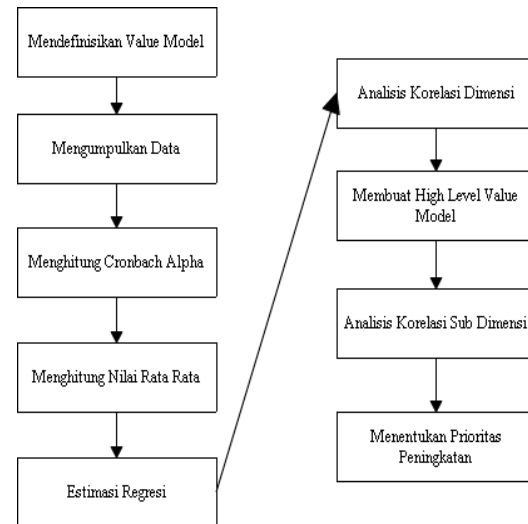 Mendefinisikan Value Model
Mengumpulkan Data
Menghitung Cronbach Alpha
Menghitung Nilai Rata Rata
Estimasi Regresi
Analisis Korelasi Dimensi
Membuat High Level Value
Model
Analisis Korelasi Sub Dimensi
Menentukan Prioritas
Peningkatan